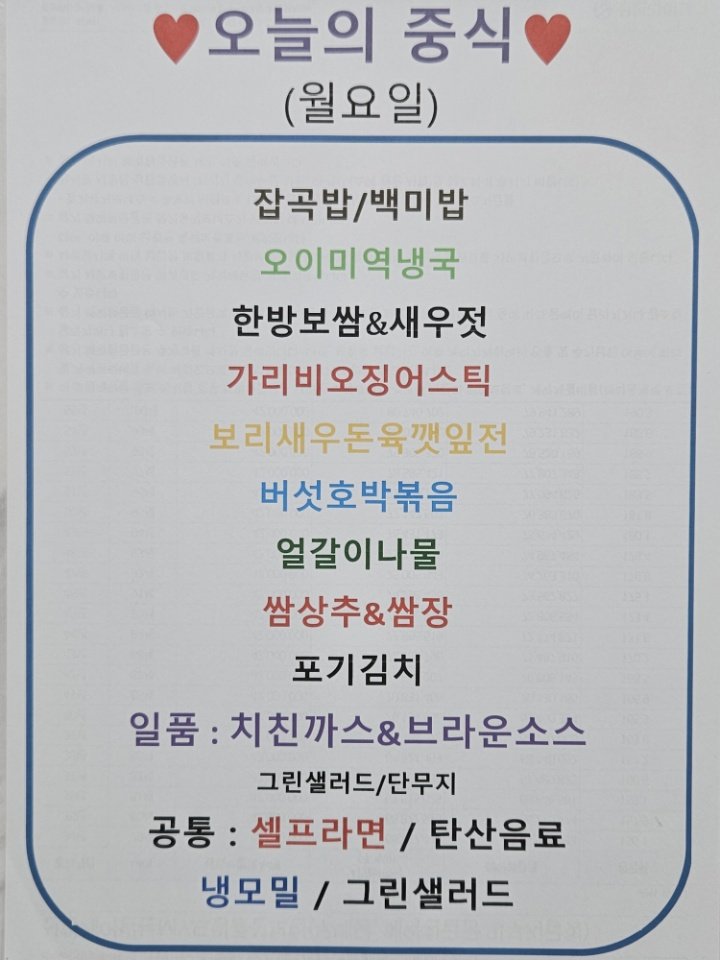 ♥오늘의 중식♥
(월요일)
잡곡밥/백미밥
오이미역냉국
한방보쌈&새우젓
가리비오징어스틱
보리새우돈육깻잎전
버섯호박볶음
얼갈이나물
쌈상추&쌈장
포기김치
일품 : 치친까스&브라운소스
그린샐러드/단무지
공통 : 셀프라면 / 탄산음료
냉모밀 / 그린샐러드